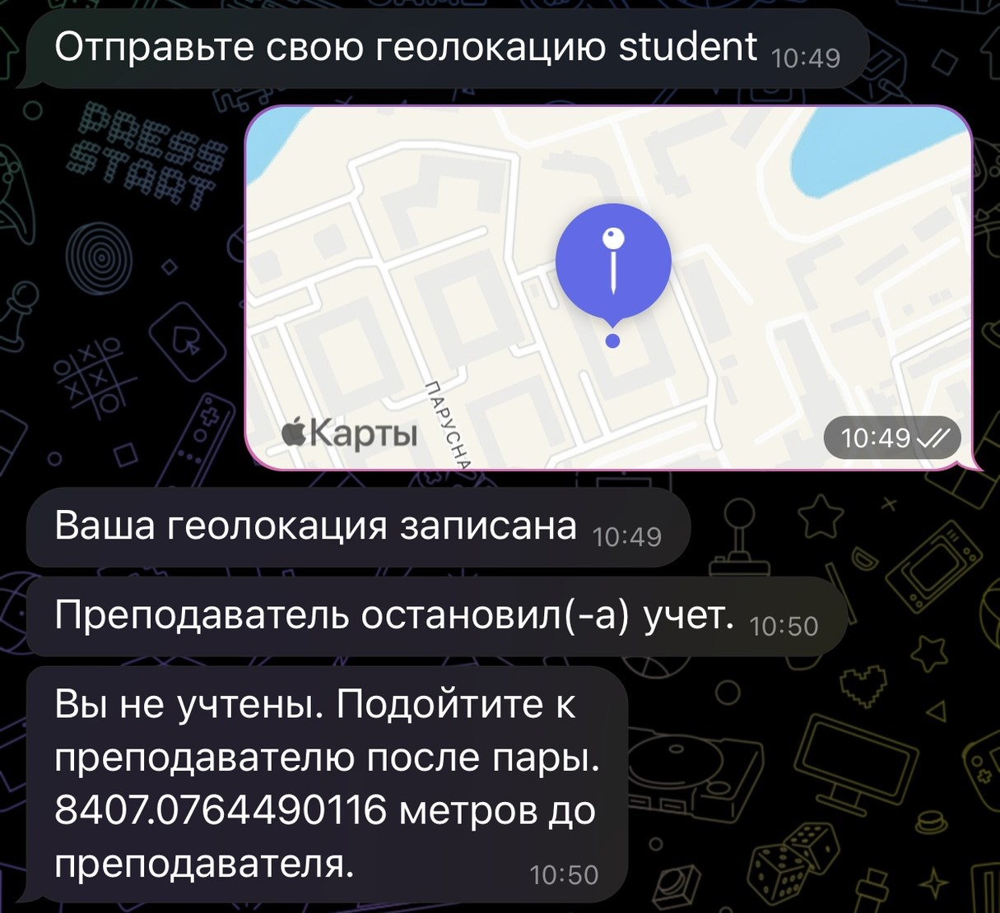 Отправьте свою геолокацию student 10:49
PRESS
START
ПАРУСНА
Карты
10:49
Ваша геолокация записана 10:49
Преподаватель остановил(-а) учет. 10:50
Вы не учтены. Подойтите к
преподавателю после пары.
8407.0764490116 метров до
преподавателя. 10:50